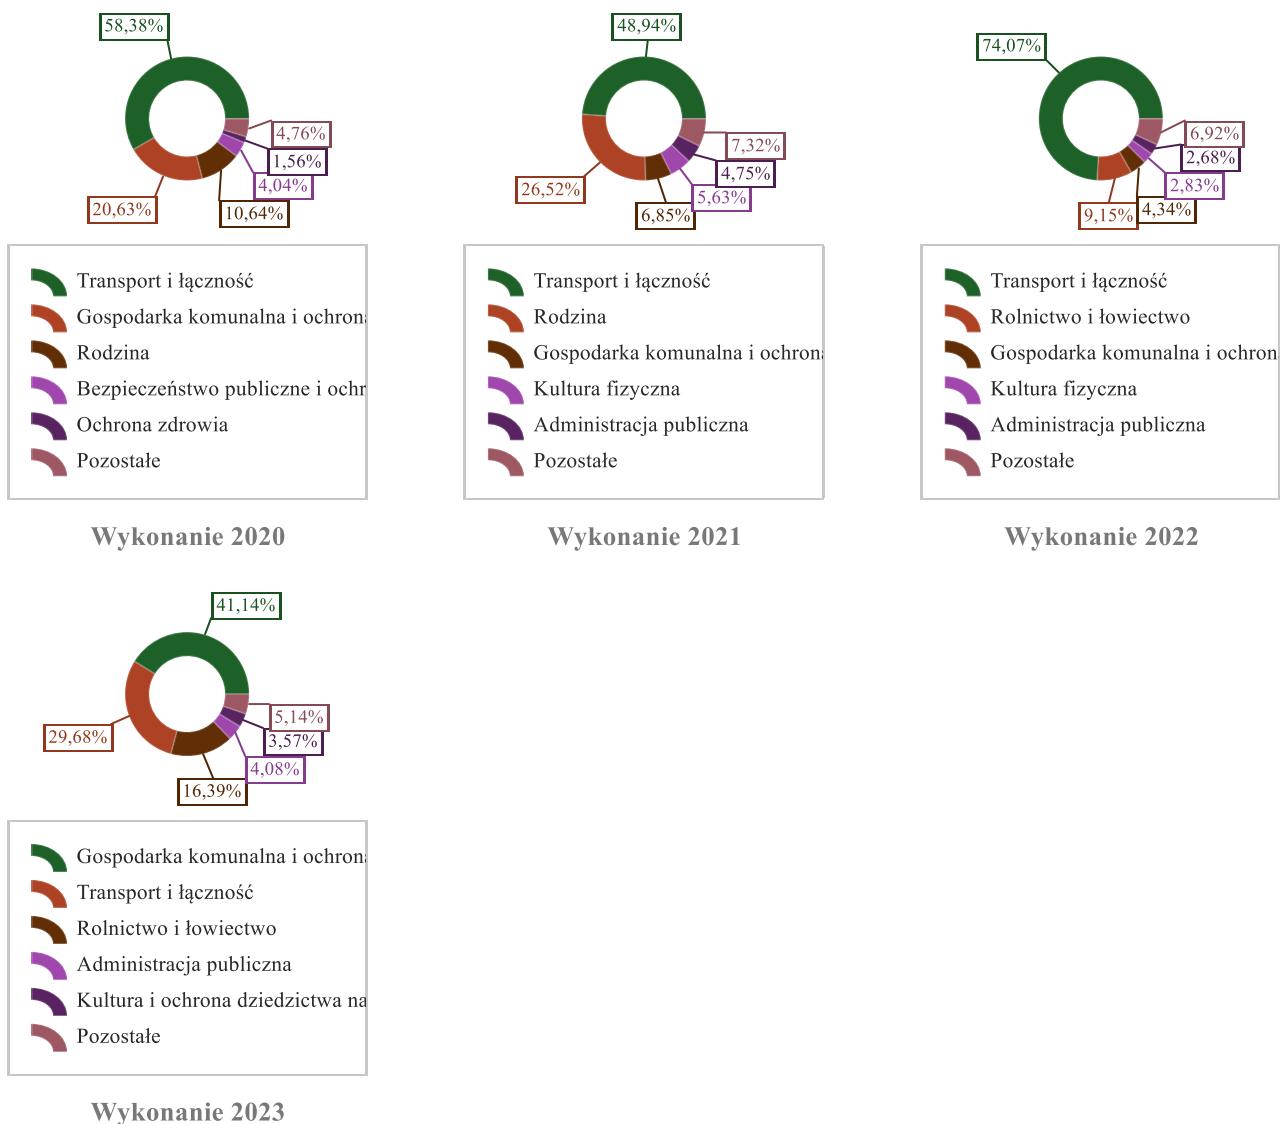 58,38%
4,76%
1,56%
4,04%
10,64%
20,63%
Transport i łączność
Gospodarka komunalna i ochrona
Rodzina
Bezpieczeństwo publiczne i ochr
Ochrona zdrowia
Pozostałe
Wykonanie 2020
48,94%
7,32%
4,75%
5,63%
6,85%
26,52%
Transport i łączność
Rodzina
Gospodarka komunalna i ochrona
Kultura fizyczna
Administracja publiczna
Pozostałe
Wykonanie 2021
74,07%
6,92%
2,68%
2,83%
4,34%
9,15%
Transport i łączność
Rolnictwo i łowiectwo
Gospodarka komunalna i ochron
Kultura fizyczna
Administracja publiczna
Pozostałe
Wykonanie 2022
41,14%
5,14%
3,57%
4,08%
16,39%
29,68%
Gospodarka komunalna i ochrona
Transport i łączność
Rolnictwo i łowiectwo
Administracja publiczna
Kultura i ochrona dziedzictwa na
Pozostałe
Wykonanie 2023